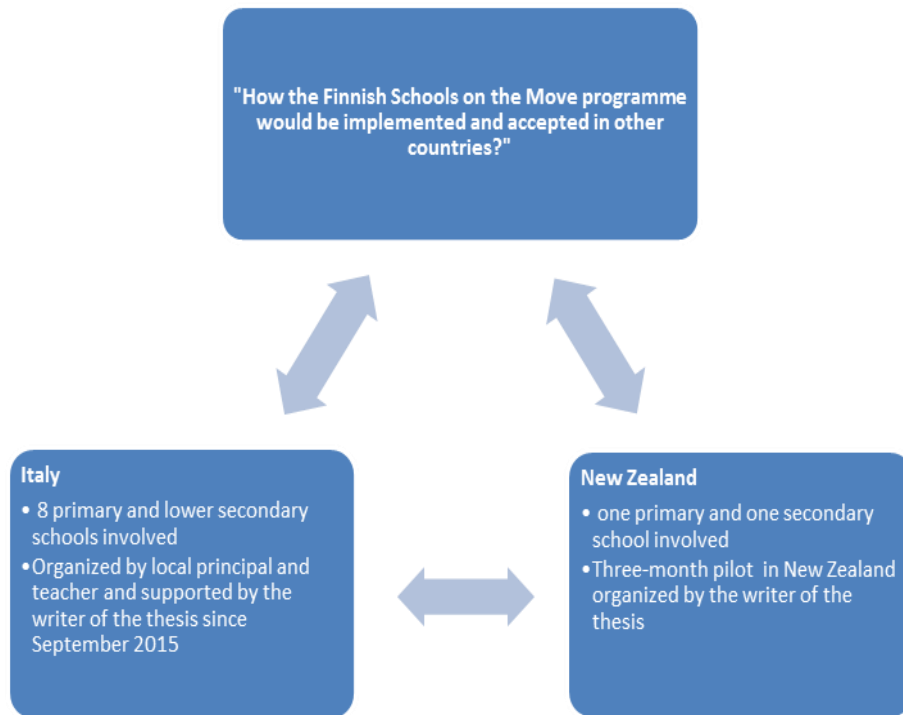 "How the Finnish Schools on the Move programme
would be implemented and accepted in other
countries?"
Italy
• 8 primary and lower secondary
schools involved
•Organized by local principal and
teacher and supported by the
writer of the thesis since
September 2015
New Zealand
• one primary and one secondary
school involved
•Three-month pilot in New Zealand
organized by the writer of the
thesis